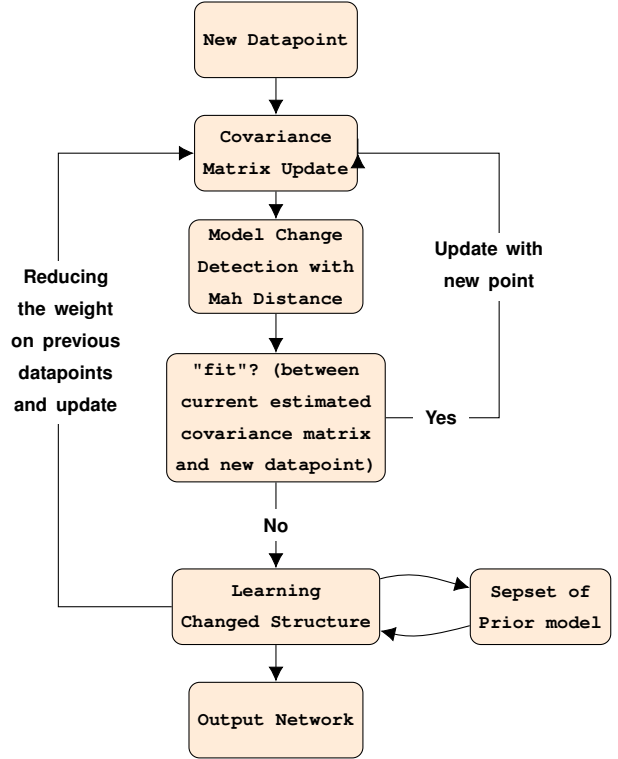 New Datapoint
Covariance
Matrix Update
Model Change
Detection with
Mah Distance
Update with
new point
Reducing
the weight
on previous
datapoints
and update
"fit"? (between
current estimated
covariance matrix
and new datapoint)
Yes
No
Learning
Changed Structure
Sepset of
Prior model
Output Network